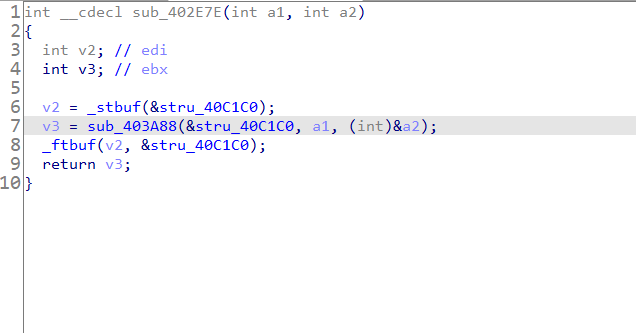 1 int __cdecl sub_402E7E(int a1, int a2)
2 {
3   int v2; // edi
4   int v3; // ebx
5
6   v2 = _stbuf(&stru_40C1C0);
7   v3 = sub_403A88(&stru_40C1C0, a1, (int)&a2);
8   _ftbuf(v2, &stru_40C1C0);
9   return v3;
10 }